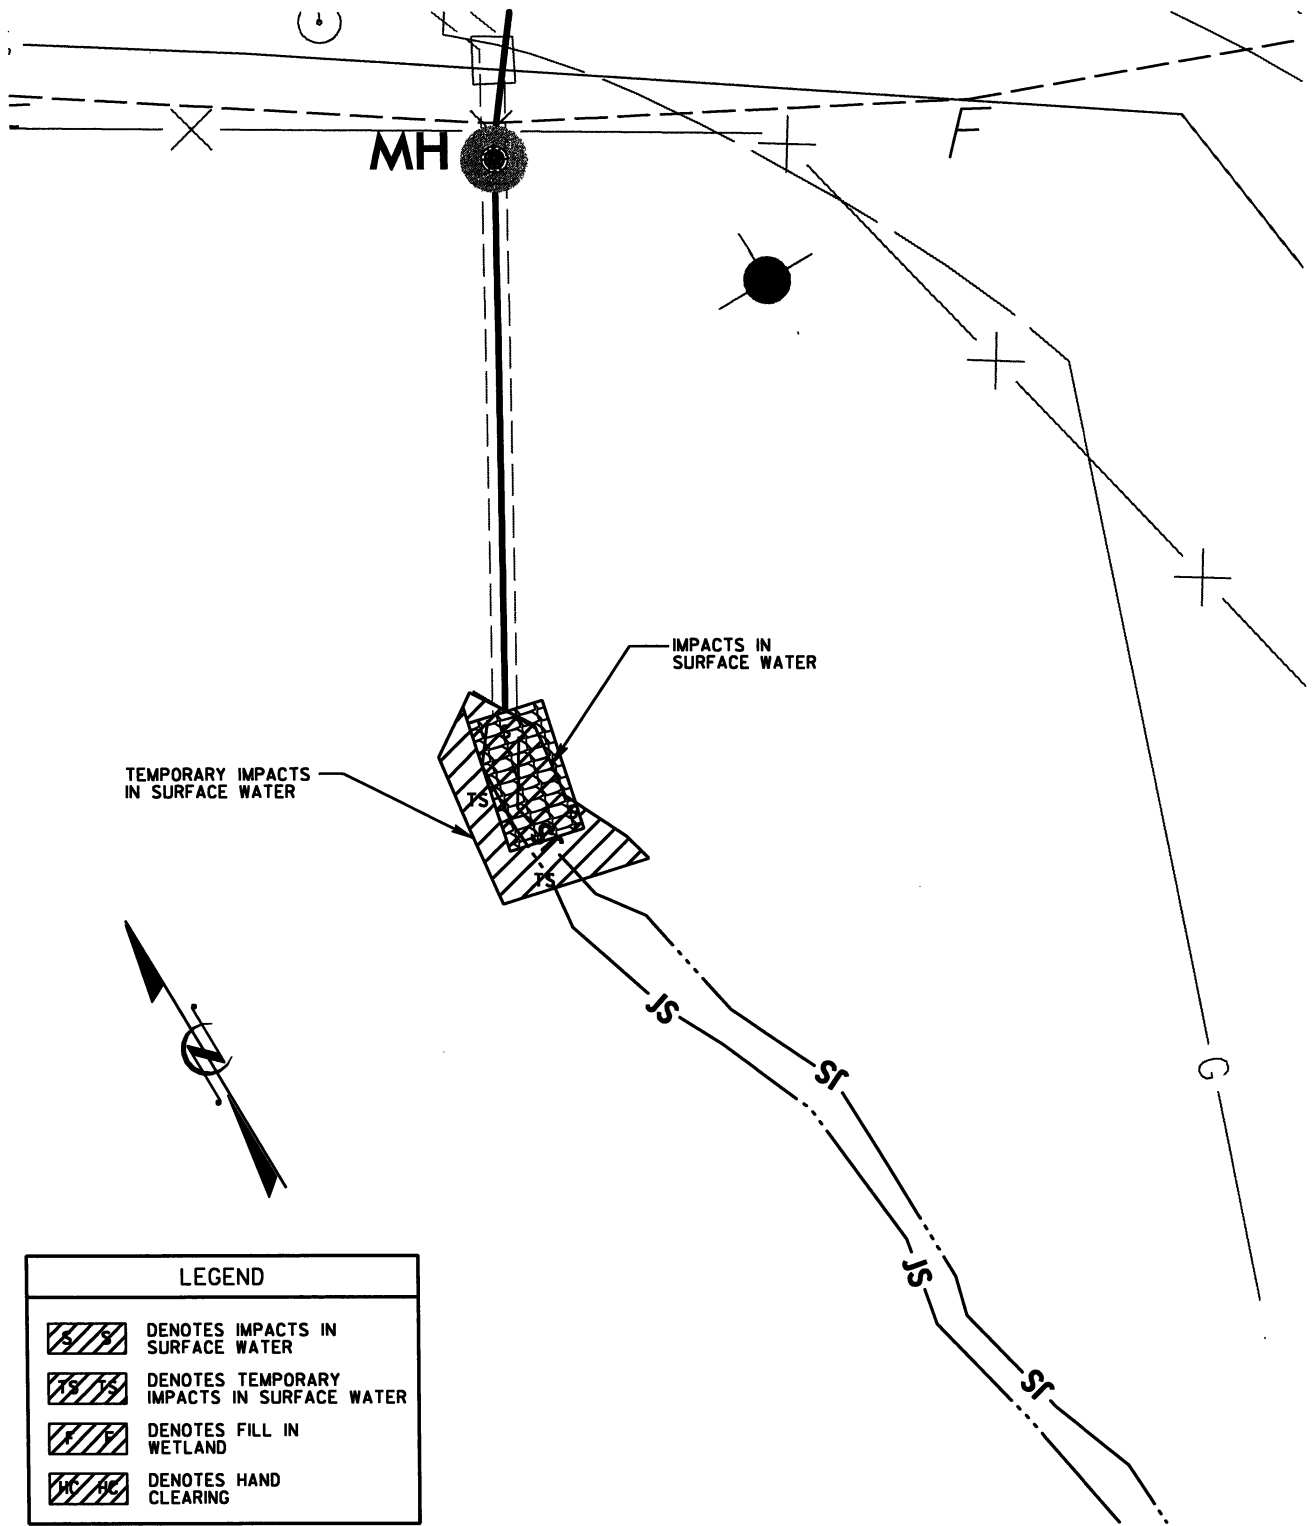 F
MH
IMPACTS IN
SURFACE WATER
TEMPORARY IMPACTS
IN SURFACE WATER
TS
TS
JS
JS
G
JS
JS
LEGEND
S S DENOTES IMPACTS IN
SURFACE WATER
TS TS DENOTES TEMPORARY
IMPACTS IN SURFACE WATER
F F DENOTES FILL IN
WETLAND
HC HC DENOTES HAND
CLEARING